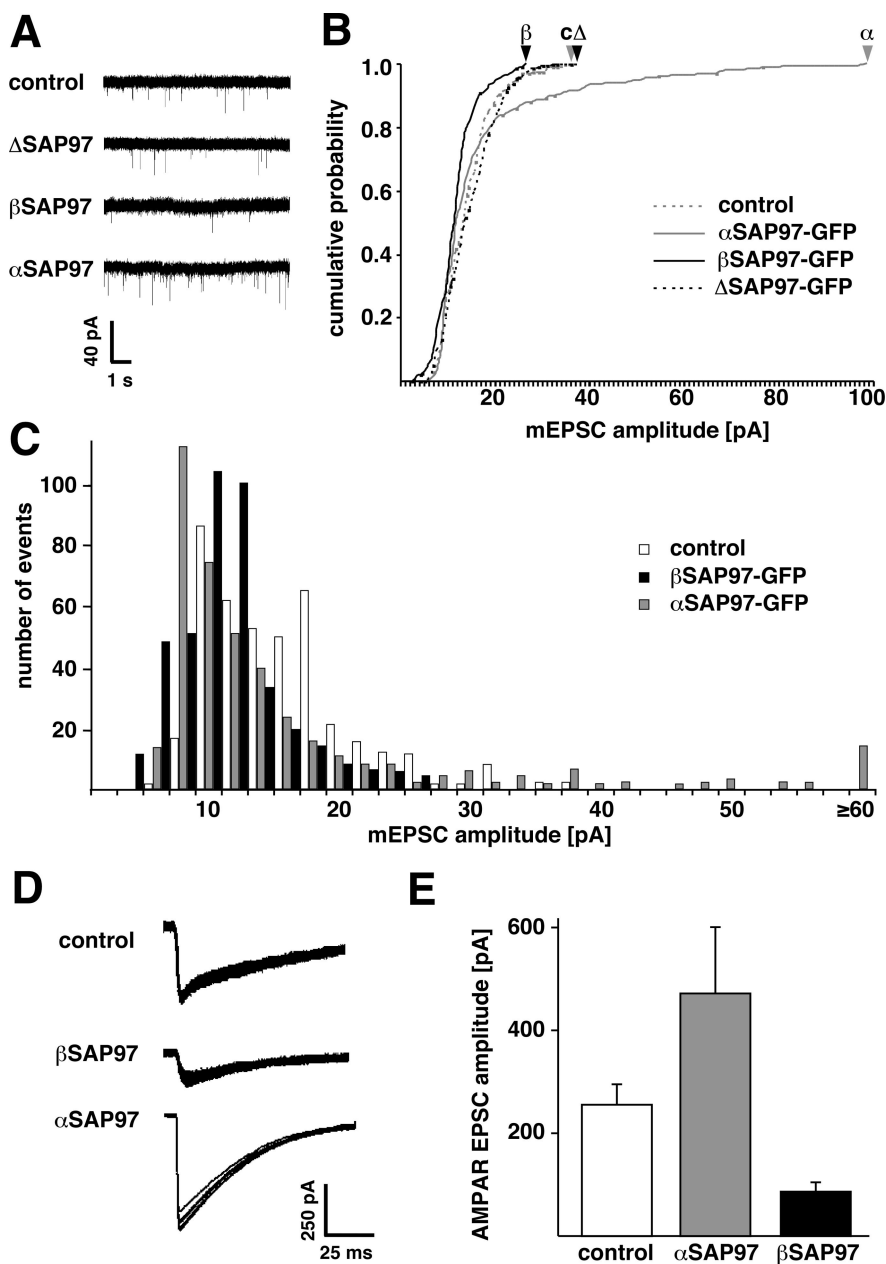 A
control
ΔSAP97
βSAP97
αSAP97
40 pA
1 s
B
β
c
Δ
α
cumulative probability
1.0
0.8
0.6
0.4
0.2
control
αSAP97-GFP
βSAP97-GFP
ΔSAP97-GFP
20 40 60 80 100
mEPSC amplitude [pA]
C
number of events
100
80
60
40
20
control
βSAP97-GFP
αSAP97-GFP
10 20 30 40 50 ≥60
mEPSC amplitude [pA]
D
control
βSAP97
αSAP97
250 pA
25 ms
E
AMPAR EPSC amplitude [pA]
600
400
200
control αSAP97 βSAP97